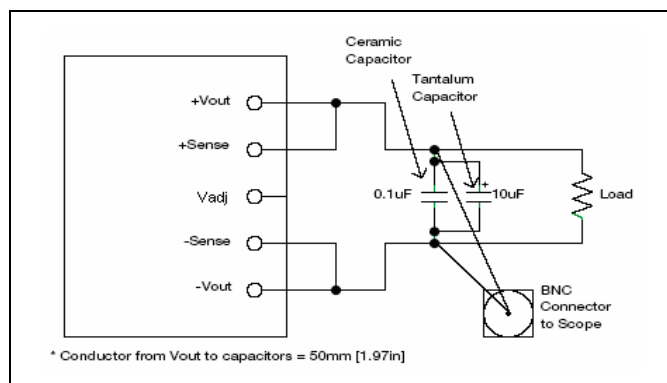 Ceramic
Capacitor
Tantalum
Capacitor
+Vout
+Sense
Vadj
-Sense
-Vout
0.1uF
+
10uF
Load
BNC
Connector
to Scope
* Conductor from Vout to capacitors = 50mm [1.97in]